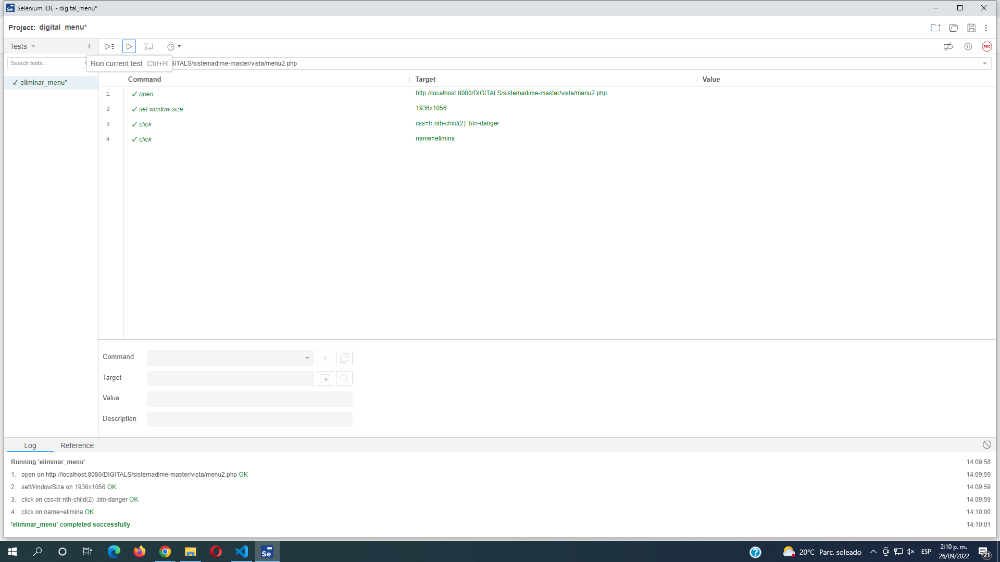 Selenium IDE - digital_menu*
Project: digital_menu*
Tests
Run current test Ctrl+R
Search tests...
GITALS/sistemadime-master/vista/menu2.php
REC
Command Target Value
✓ eliminar_menu*
1 ✓ open http://localhost:8080/DIGITALS/sistemadime-master/vista/menu2.php
2 ✓ set window size 1936x1056
3 ✓ click css=tr:nth-child(2) .btn-danger
4 ✓ click name=elimina
Command //
Target
Value
Description
Log Reference
Running 'eliminar_menu' 14:09:58
1. open on http://localhost:8080/DIGITALS/sistemadime-master/vista/menu2.php OK 14:09:59
2. setWindowSize on 1936x1056 OK 14:09:59
3. click on css=tr:nth-child(2) .btn-danger OK 14:09:59
4. click on name=elimina OK 14:10:00
'eliminar_menu' completed successfully 14:10:01
Se
20°C Parc. soleado
ESP
2:10 p. m.
26/09/2022
21